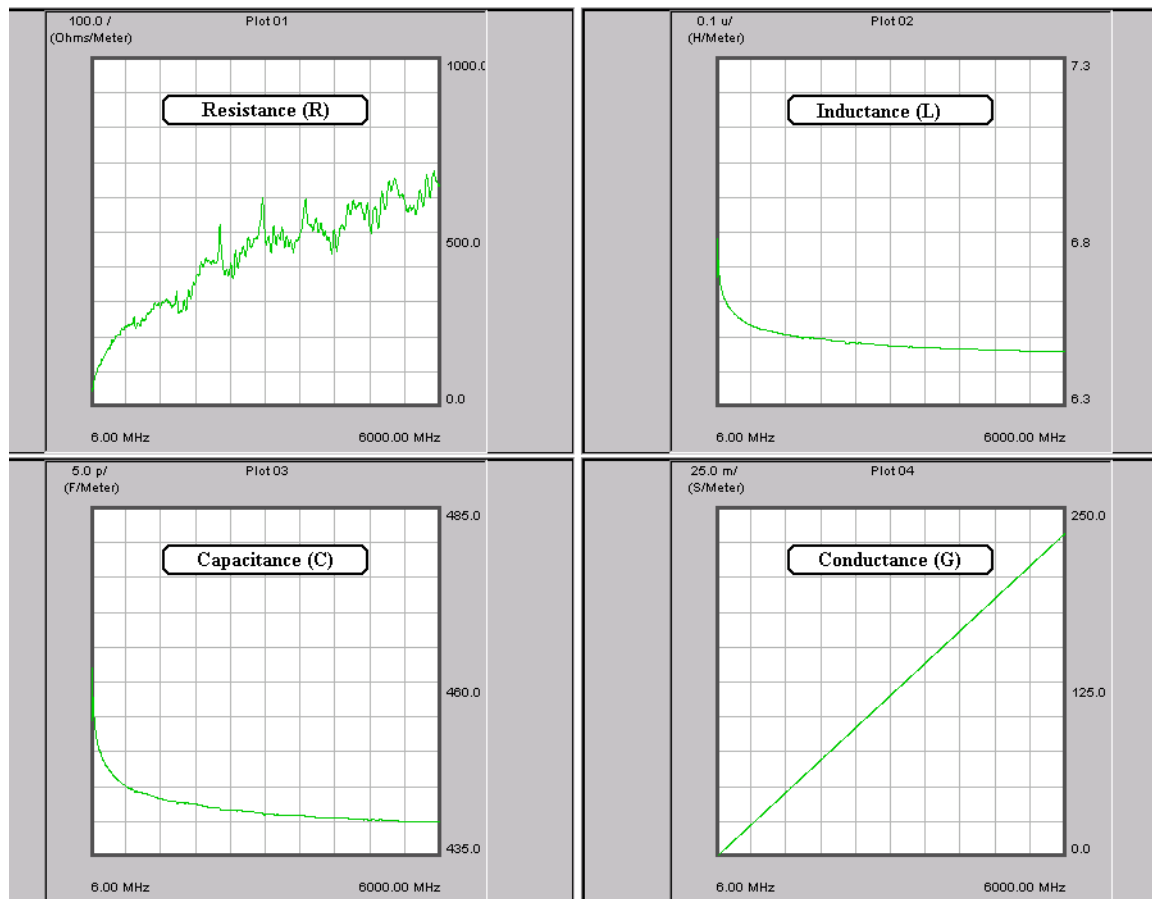 100.0 /
Plot 01
(Ohms/Meter)
1000.0
Resistance (R)
500.0
0.0
6.00 MHz
6000.00 MHz
0.1 u/
Plot 02
(H/Meter)
7.3
Inductance (L)
6.8
6.3
6.00 MHz
6000.00 MHz
5.0 p/
Plot 03
(F/Meter)
485.0
Capacitance (C)
460.0
435.0
6.00 MHz
6000.00 MHz
25.0 m/
Plot 04
(S/Meter)
250.0
Conductance (G)
125.0
0.0
6.00 MHz
6000.00 MHz